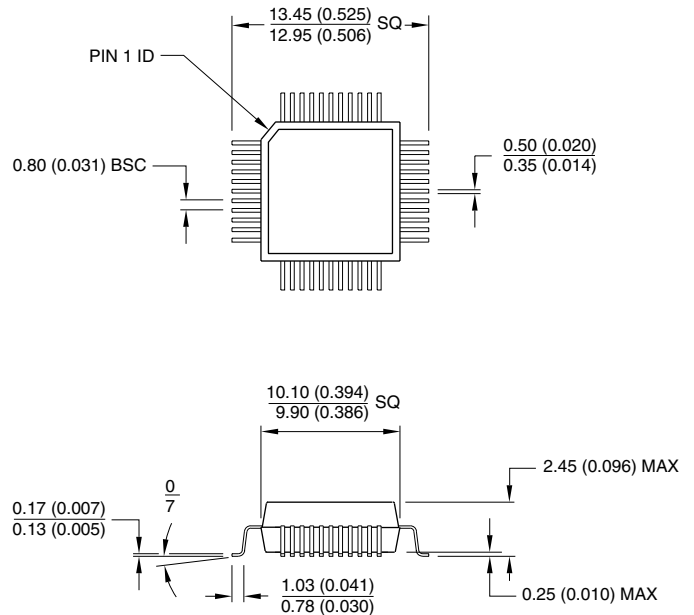 13.45 (0.525)
12.95 (0.506)
SQ
PIN 1 ID
0.80 (0.031) BSC
0.50 (0.020)
0.35 (0.014)
10.10 (0.394)
9.90 (0.386)
SQ
2.45 (0.096) MAX
0
7
0.17 (0.007)
0.13 (0.005)
1.03 (0.041)
0.78 (0.030)
0.25 (0.010) MAX